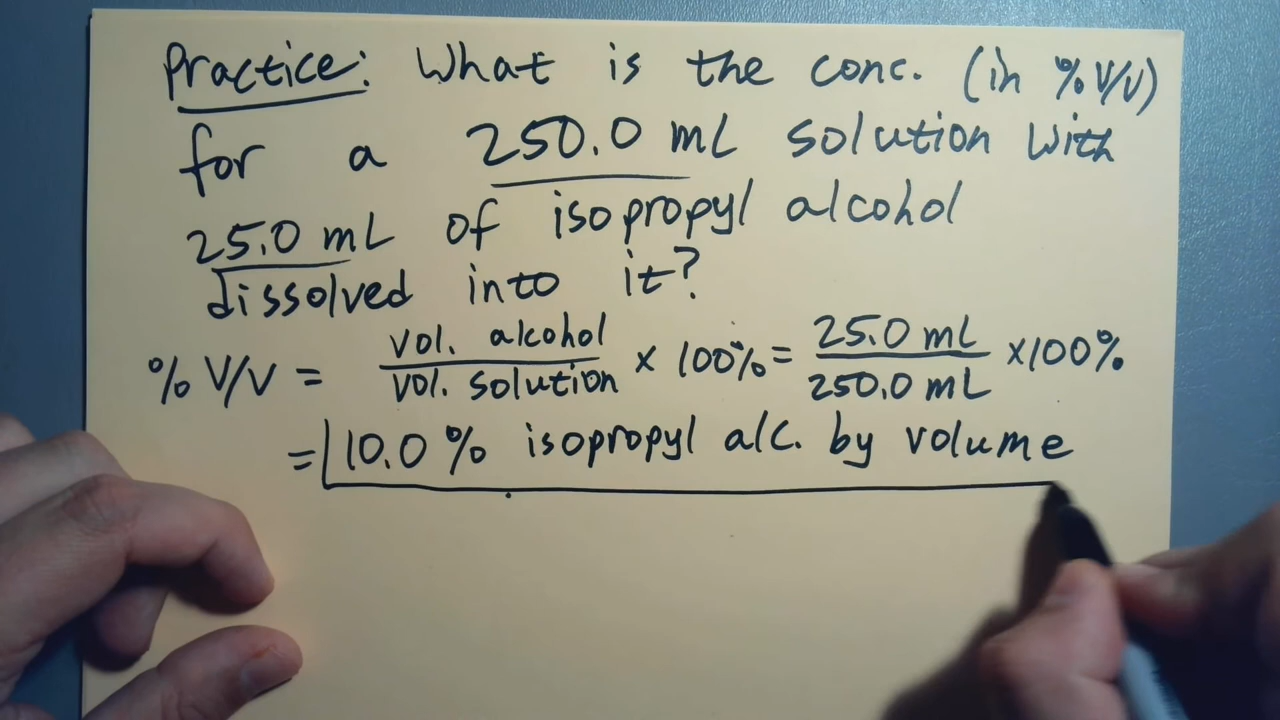 Practice: What is the conc. (in % V/V)
for a 250.0 mL solution with
25.0 mL of isopropyl alcohol
dissolved into it?
% V/V = vol. alcohol / vol. solution × 100% = 25.0 mL / 250.0 mL × 100%
= 10.0% isopropyl alc. by volume